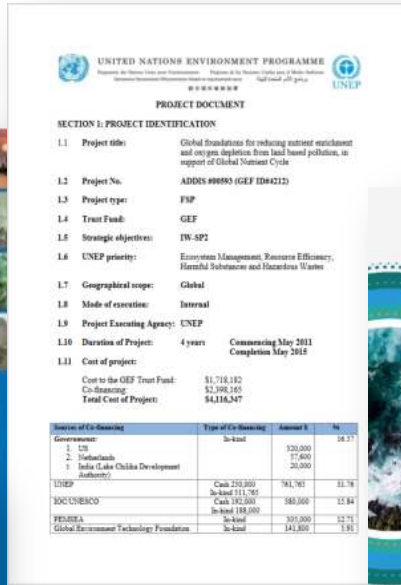 UNITED NATIONS ENVIRONMENT PROGRAMME
UNEP
PROJECT DOCUMENT
SECTION 1: PROJECT IDENTIFICATION
1.1 Project title: Global foundations for reducing nutrient enrichment
and oxygen depletion from land based pollution, in
support of Global Nutrient Cycle
1.2 Project No. ADDIS #00593 (GEF ID#4212)
1.3 Project type: FSP
1.4 Trust Fund: GEF
1.5 Strategic objectives: IW-SP2
1.6 UNEP priority: Ecosystem Management, Resource Efficiency,
Harmful Substances and Hazardous Wastes
1.7 Geographical scope: Global
1.8 Mode of execution: Internal
1.9 Project Executing Agency: UNEP
1.10 Duration of Project: 4 years Commencing May 2011
Completion May 2015
1.11 Cost of project:
Cost to the GEF Trust Fund: $1,718,182
Co-financing: $2,398,165
Total Cost of Project: $4,116,347
Sources of Co-financing Type of Co-financing Amount $ %
Governments: In-kind 16.57
1. US 320,000
2. Netherlands 57,600
3. India (Lake Chilika Development 20,000
Authority)
UNEP Cash 250,000 761,765 31.76
In-kind 511,765
IOC UNESCO Cash 192,000 380,000 15.84
In-kind 188,000
PEMSEA In-kind 305,000 12.71
Global Environment Technology Foundation In-kind 141,800 5.91